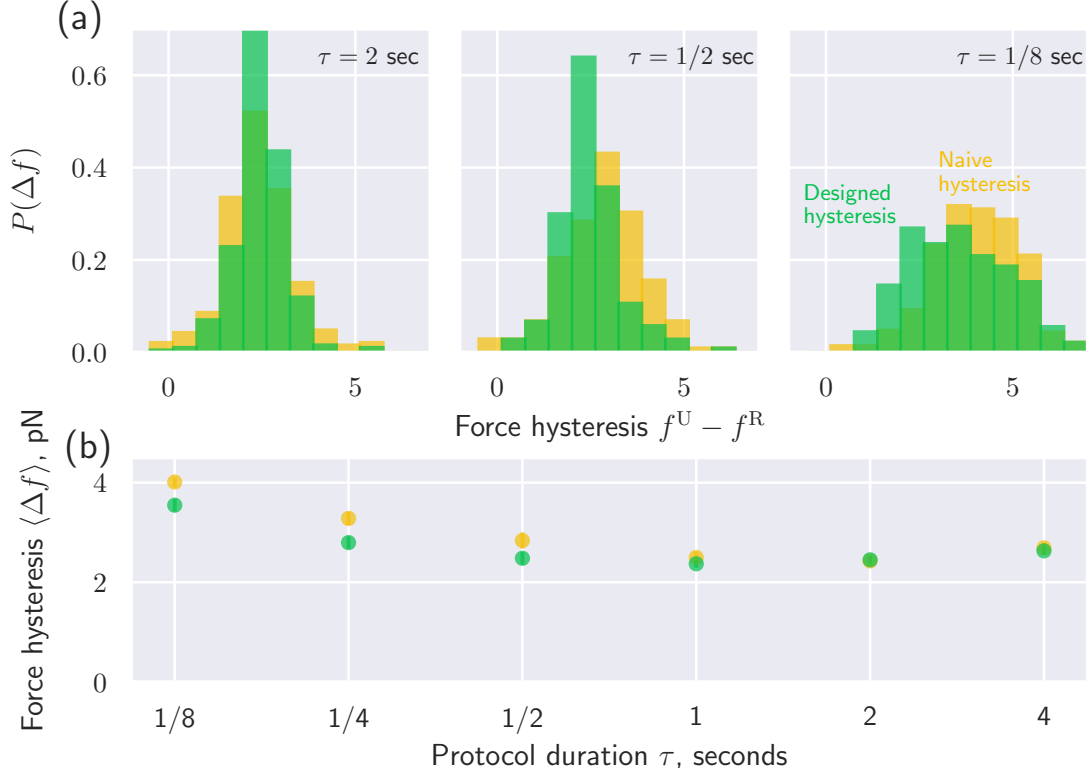 (a)
τ = 2 sec
τ = 1/2 sec
τ = 1/8 sec
P(Δf)
0.6
0.4
0.2
0.0
Naive
hysteresis
Designed
hysteresis
0 5
0 5
0 5
Force hysteresis f^U − f^R
(b)
Force hysteresis ⟨Δf⟩, pN
4
2
0
1/8 1/4 1/2 1 2 4
Protocol duration τ, seconds